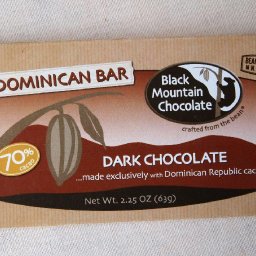 DOMINICAN BAR
Black
Mountain
Chocolate
crafted from the bean®
BEAN
70%
cacao
DARK CHOCOLATE
...made exclusively with Dominican Republic cac
Net Wt. 2.25 OZ (63g)